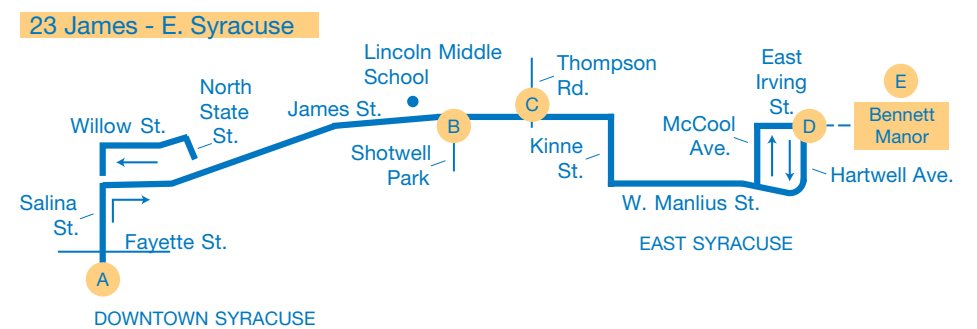 23 James - E. Syracuse
Lincoln Middle
School
Thompson
Rd.
East
Irving
St.
E
North
State
St.
James St.
C
Bennett
Manor
Willow St.
B
McCool
Ave.
D
Shotwell
Park
Kinne
St.
Hartwell Ave.
Salina
St.
W. Manlius St.
Fayette St.
EAST SYRACUSE
A
DOWNTOWN SYRACUSE